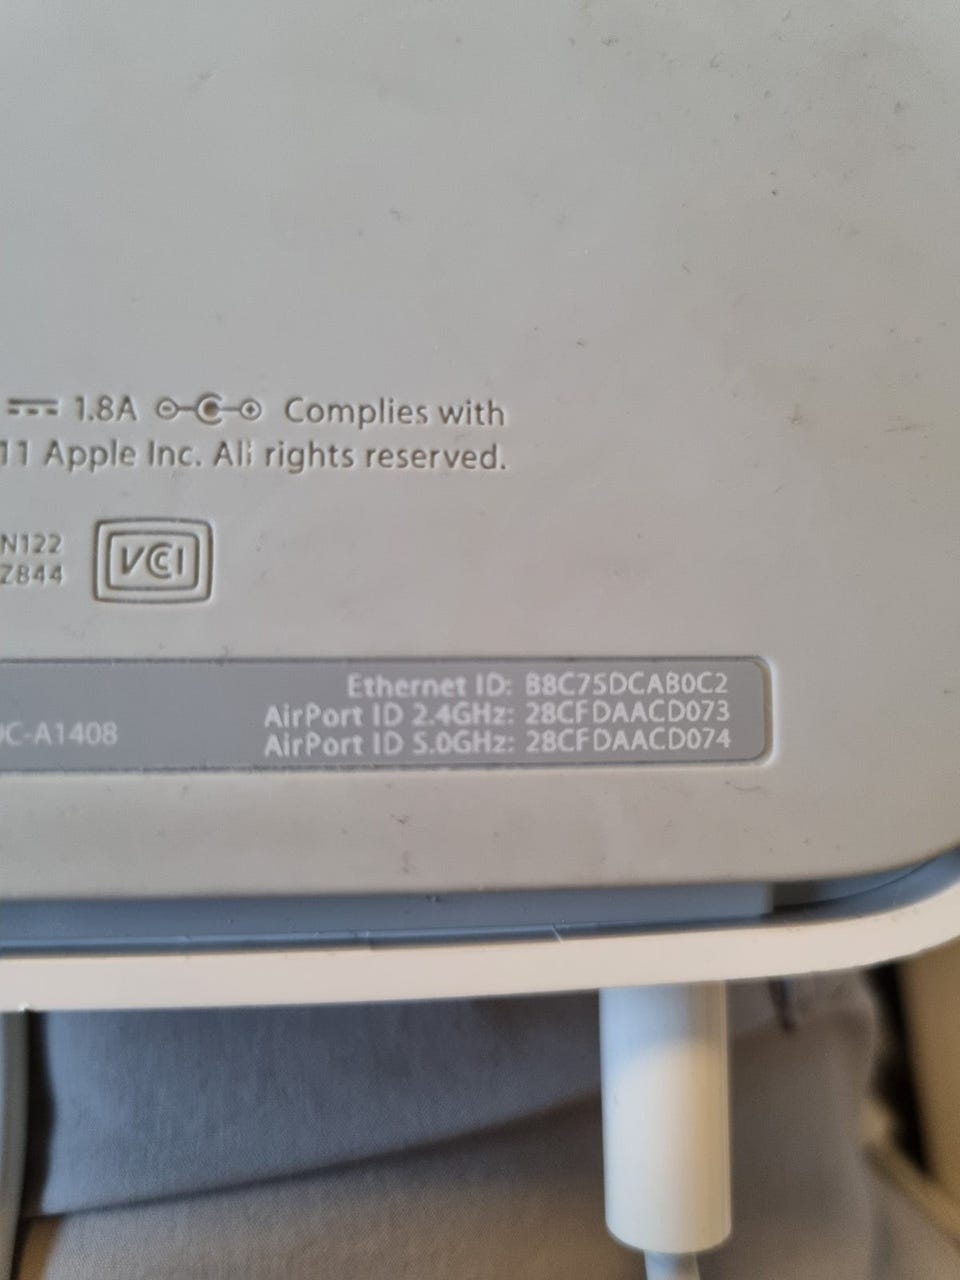 1.8A Complies with
11 Apple Inc. All rights reserved.
N122
Z844
VCCI
C-A1408
Ethernet ID: B8C75DCAB0C2
AirPort ID 2.4GHz: 28CFDAACD073
AirPort ID 5.0GHz: 28CFDAACD074